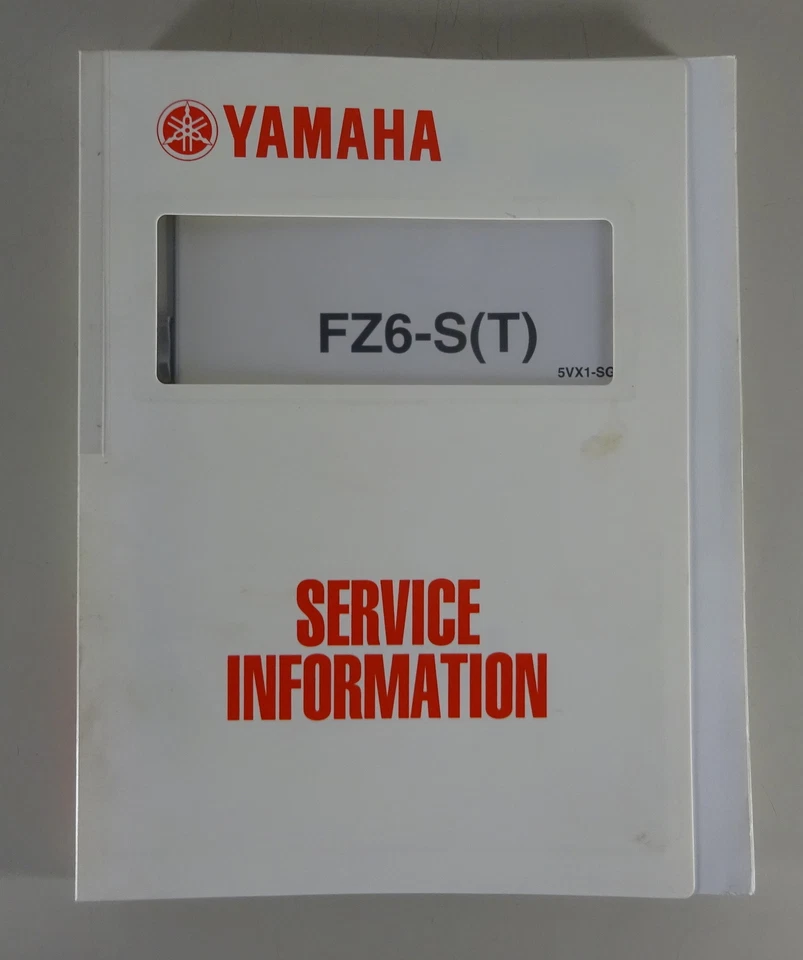 YAMAHA
FZ6-S(T)
5VX1-SG
SERVICE
INFORMATION